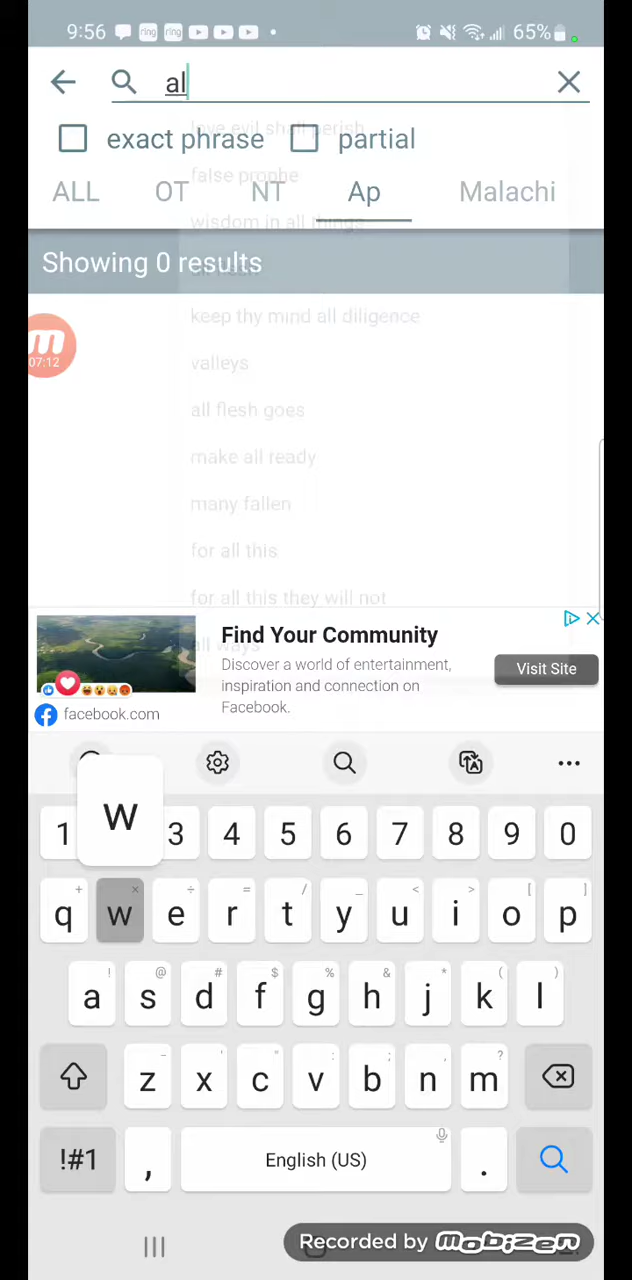 9:56 ring ring 65%
al
exact phrase partial
love evil shall perish
false prophe
ALL OT NT Ap Malachi
wisdom in all things
Showing 0 results
keep thy mind all diligence
valleys
07:12
all flesh goes
make all ready
many fallen
for all this
for all this they will not
all ways
Find Your Community
Discover a world of entertainment,
inspiration and connection on
Facebook.
Visit Site
facebook.com
W
1 3 4 5 6 7 8 9 0
+ × ÷ = / _ < > [ ]
q w e r t y u i o p
! @ # $ % & * ( )
a s d f g h j k l
- ' " : ; , ?
z x c v b n m
!#1 , English (US) .
Recorded by mobizen